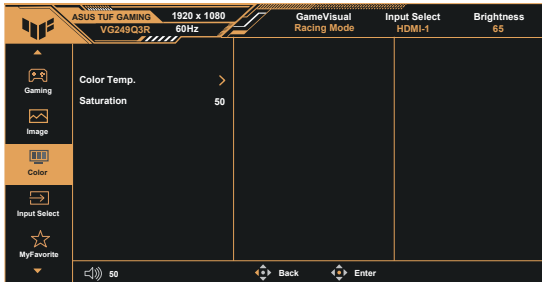 ASUS TUF GAMING 1920 x 1080 GameVisual Input Select Brightness
VG249Q3R 60Hz Racing Mode HDMI-1 65
Gaming
Color Temp. >
Saturation 50
Image
Color
Input Select
MyFavorite
50 Back Enter